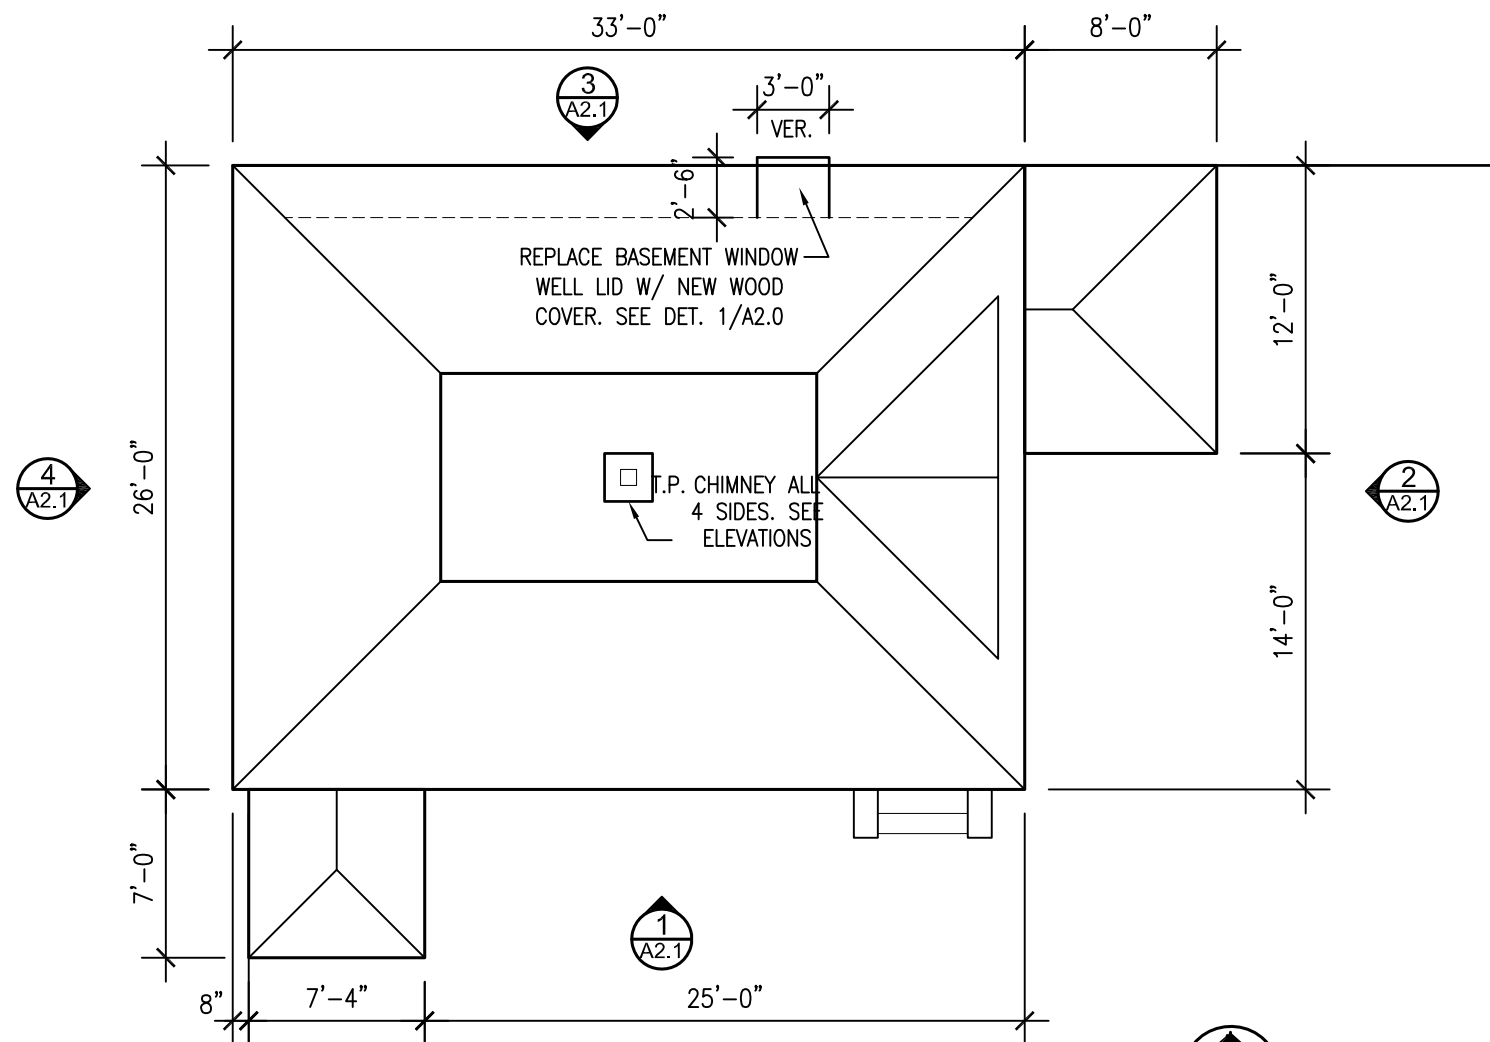 33'-0"
8'-0"
3
A2.1
3'-0"
VER.
2'-6"
REPLACE BASEMENT WINDOW
WELL LID W/ NEW WOOD
COVER. SEE DET. 1/A2.0
12'-0"
26'-0"
4
A2.1
T.P. CHIMNEY ALL
4 SIDES. SEE
ELEVATIONS
2
A2.1
14'-0"
7'-0"
1
A2.1
8"
7'-4"
25'-0"